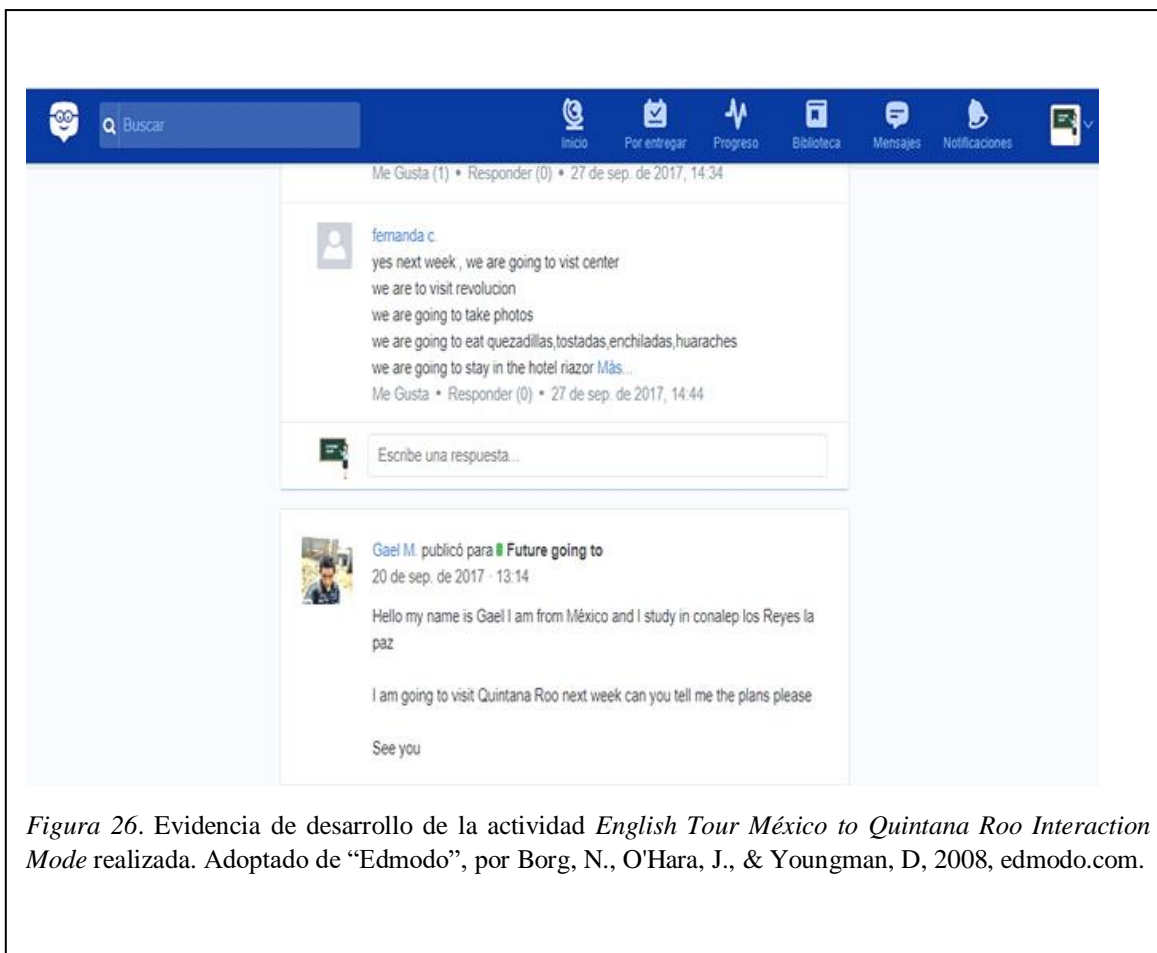 Buscar
Inicio
Por entregar
Progreso
Biblioteca
Mensajes
Notificaciones
Me Gusta (1) • Responder (0) • 27 de sep. de 2017, 14:34
fernanda c.
yes next week , we are going to vist center
we are to visit revolucion
we are going to take photos
we are going to eat quezadillas,tostadas,enchiladas,huaraches
we are going to stay in the hotel riazor Más...
Me Gusta • Responder (0) • 27 de sep. de 2017, 14:44
Escribe una respuesta...
Gael M. publicó para Future going to
20 de sep. de 2017 · 13:14
Hello my name is Gael I am from México and I study in conalep los Reyes la
paz
I am going to visit Quintana Roo next week can you tell me the plans please
See you
Figura 26. Evidencia de desarrollo de la actividad English Tour México to Quintana Roo Interaction
Mode realizada. Adoptado de “Edmodo”, por Borg, N., O'Hara, J., & Youngman, D, 2008, edmodo.com.